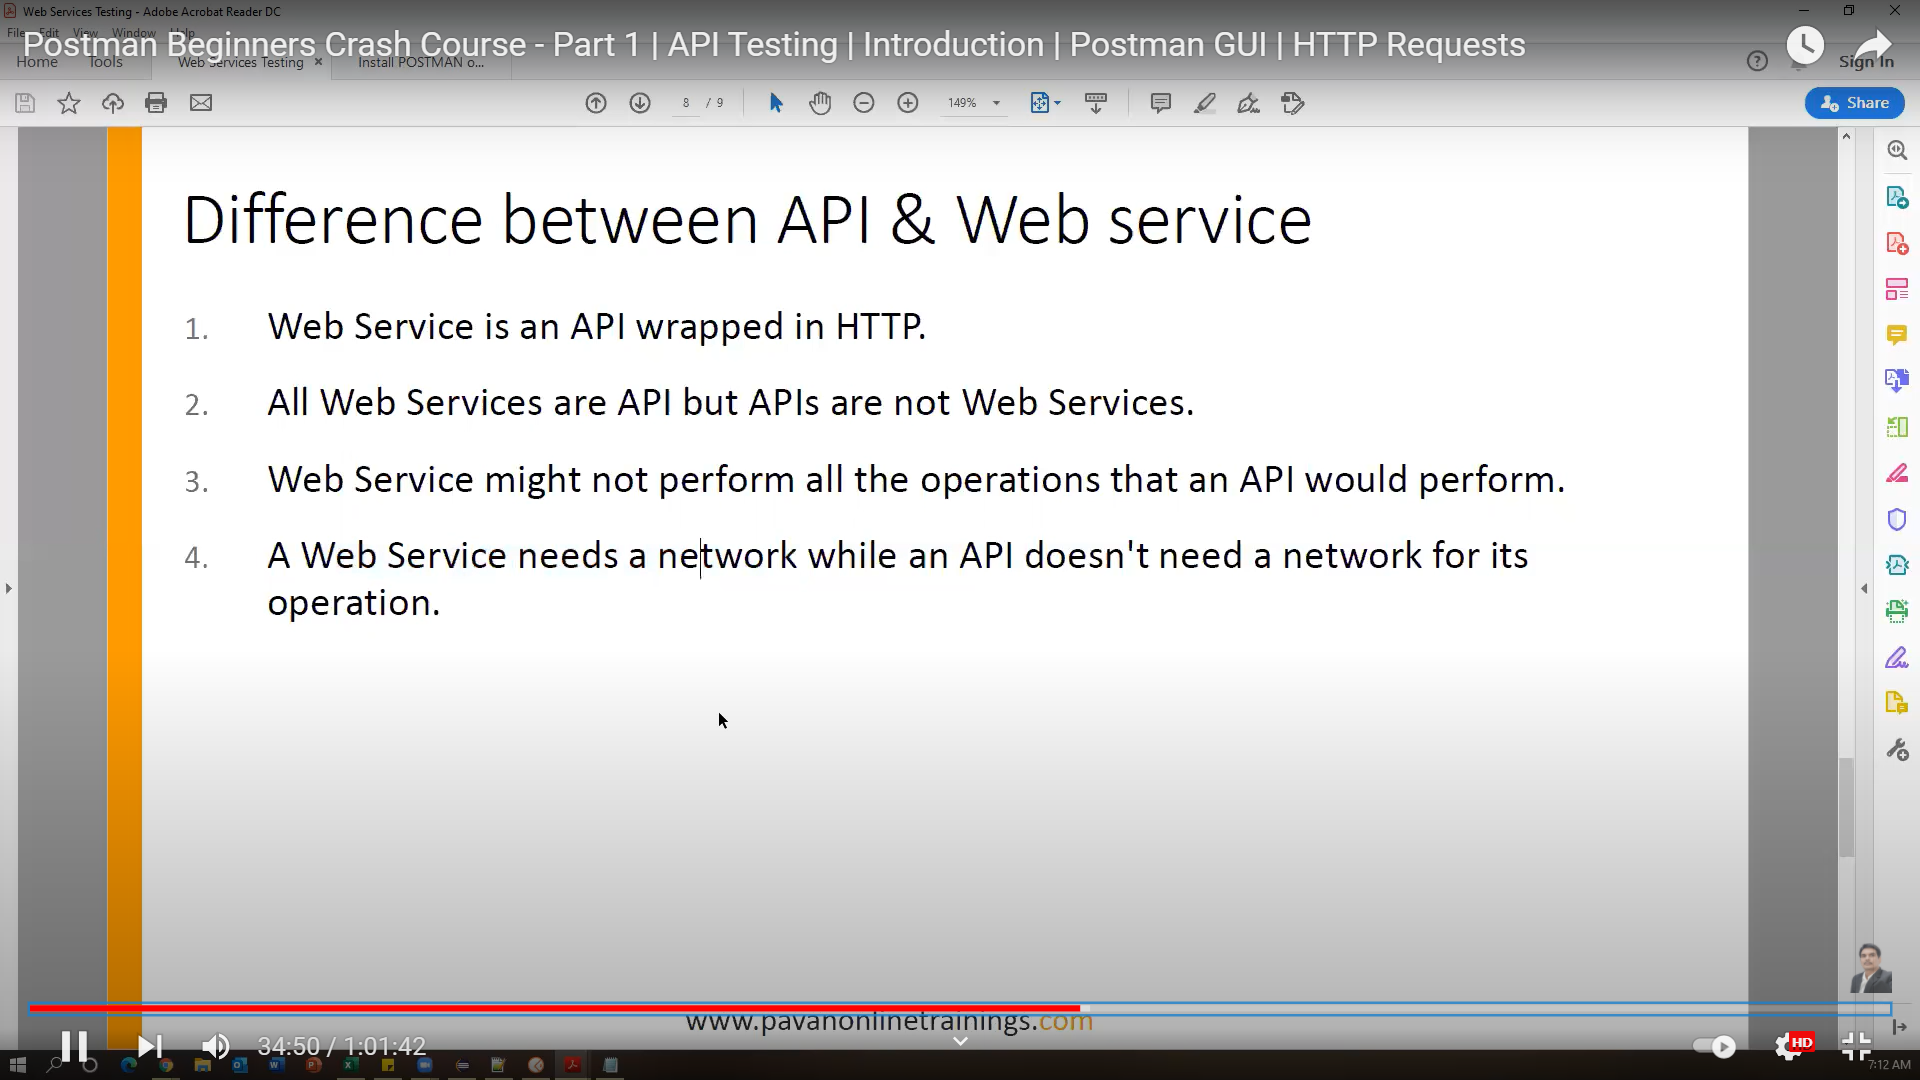 Web Services Testing - Adobe Acrobat Reader DC
File Edit View Window Help
Postman Beginners Crash Course - Part 1 | API Testing | Introduction | Postman GUI | HTTP Requests
Home Tools Web Services Testing × Install POSTMAN o... Sign In
8 / 9 149% Share
Difference between API & Web service
1. Web Service is an API wrapped in HTTP.
2. All Web Services are API but APIs are not Web Services.
3. Web Service might not perform all the operations that an API would perform.
4. A Web Service needs a network while an API doesn't need a network for its
operation.
www.pavanonlinetrainings.com
34:50 / 1:01:42 HD
7:12 AM